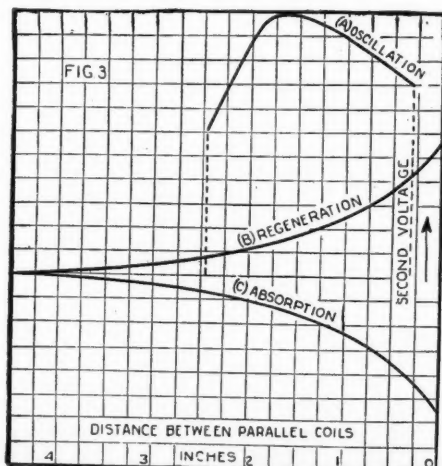 (A) OSCILLATION
FIG 3
(B) REGENERATION
SECOND VOLTAGE
(C) ABSORPTION
DISTANCE BETWEEN PARALLEL COILS
4 3 2 1 0
INCHES